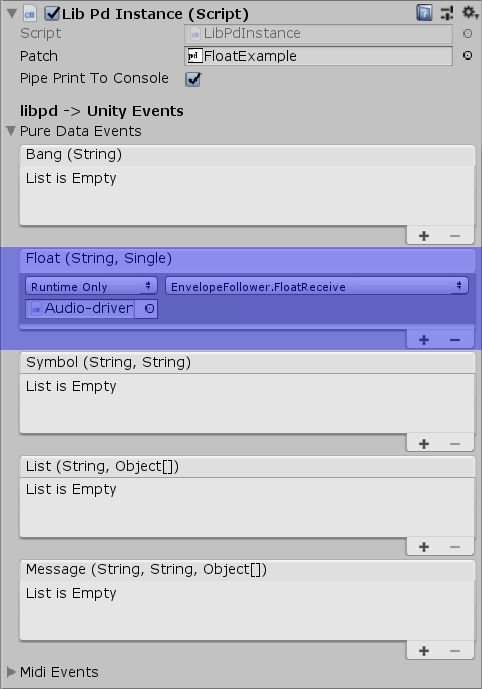 Lib Pd Instance (Script)
Script LibPdInstance
Patch FloatExample
Pipe Print To Console
libpd -> Unity Events
Pure Data Events
Bang (String)
List is Empty
Float (String, Single)
Runtime Only EnvelopeFollower.FloatReceive
Audio-driven
Symbol (String, String)
List is Empty
List (String, Object[])
List is Empty
Message (String, String, Object[])
List is Empty
Midi Events